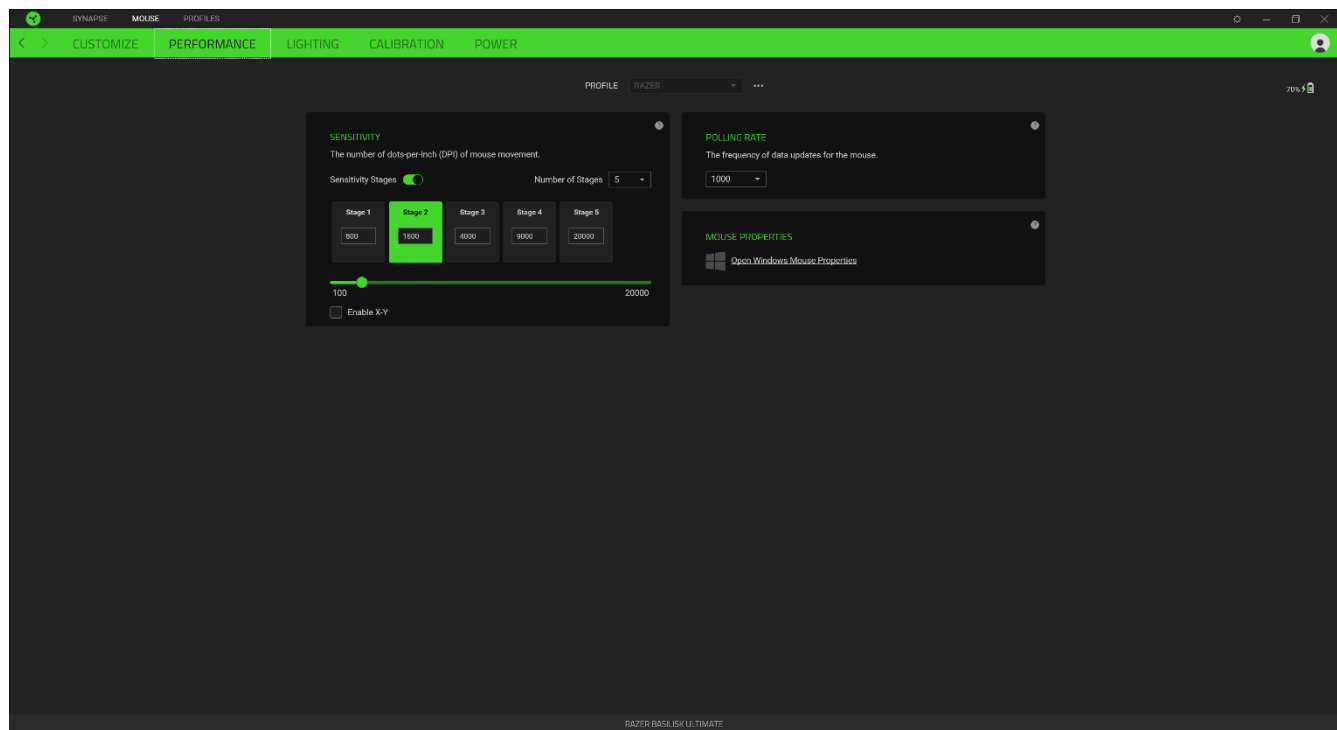 SYNAPSE MOUSE PROFILES
CUSTOMIZE PERFORMANCE LIGHTING CALIBRATION POWER
PROFILE RAZER
70%
SENSITIVITY
The number of dots-per-inch (DPI) of mouse movement.
Sensitivity Stages Number of Stages 5
Stage 1 Stage 2 Stage 3 Stage 4 Stage 5
800 1800 4000 9000 20000
100 20000
Enable X-Y
POLLING RATE
The frequency of data updates for the mouse.
1000
MOUSE PROPERTIES
Open Windows Mouse Properties
RAZER BASILISK ULTIMATE